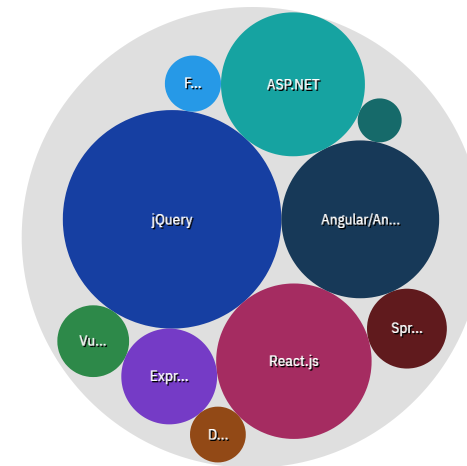 F...
ASP.NET
jQuery
Angular/An...
Vu...
Expr...
React.js
Spr...
D...